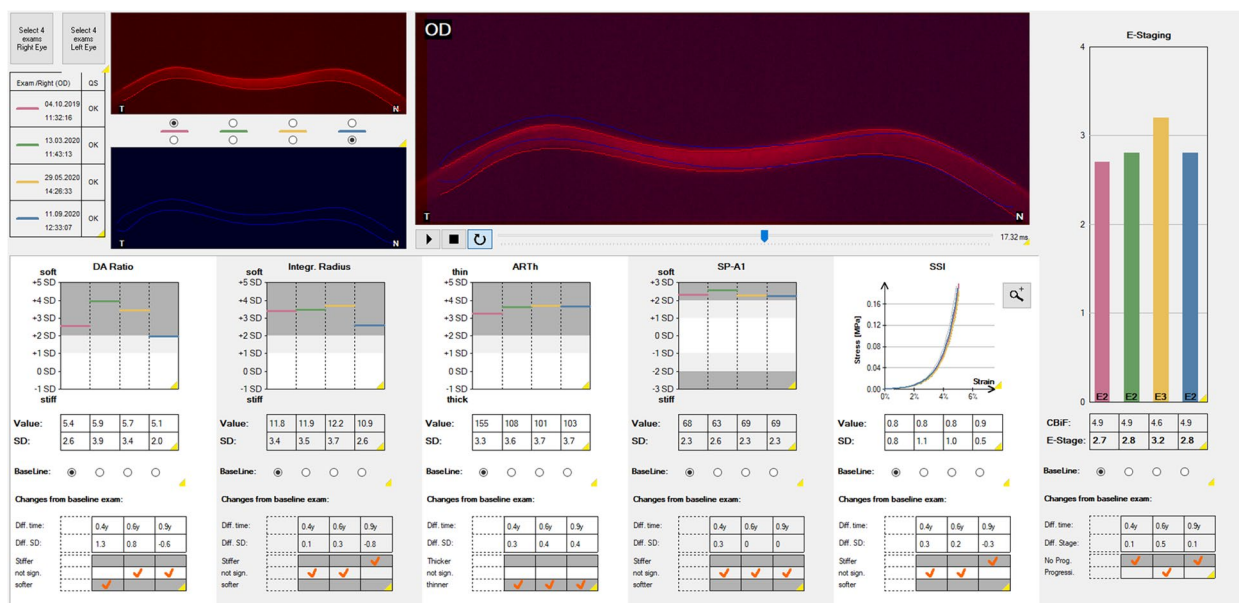 Select 4 exams Right Eye
Select 4 exams Left Eye
Exam /Right (OD) QS
04.10.2019 11:32:16 OK
13.03.2020 11:43:13 OK
29.05.2020 14:26:33 OK
11.09.2020 12:33:07 OK
T N
T N
OD
T N
17.32 ms
E-Staging
4
3
2
1
0
E2 E2 E3 E2
CBiF: 4.9 4.9 4.6 4.9
E-Stage: 2.7 2.8 3.2 2.8
BaseLine:
Changes from baseline exam:
Diff. time: 0.4y 0.6y 0.9y
Diff. Stage: 0.1 0.5 0.1
No Prog.
Progressi.
DA Ratio
soft
+5 SD
+4 SD
+3 SD
+2 SD
+1 SD
0 SD
-1 SD
stiff
Value: 5.4 5.9 5.7 5.1
SD: 2.6 3.9 3.4 2.0
BaseLine:
Changes from baseline exam:
Diff. time: 0.4y 0.6y 0.9y
Diff. SD: 1.3 0.8 -0.6
Stiffer
not sign.
softer
Integr. Radius
soft
+5 SD
+4 SD
+3 SD
+2 SD
+1 SD
0 SD
-1 SD
stiff
Value: 11.8 11.9 12.2 10.9
SD: 3.4 3.5 3.7 2.6
BaseLine:
Changes from baseline exam:
Diff. time: 0.4y 0.6y 0.9y
Diff. SD: 0.1 0.3 -0.8
Stiffer
not sign.
softer
ARTh
thin
+5 SD
+4 SD
+3 SD
+2 SD
+1 SD
0 SD
-1 SD
thick
Value: 155 108 101 103
SD: 3.3 3.6 3.7 3.7
BaseLine:
Changes from baseline exam:
Diff. time: 0.4y 0.6y 0.9y
Diff. SD: 0.3 0.4 0.4
Thicker
not sign.
thinner
SP-A1
soft
+3 SD
+2 SD
+1 SD
0 SD
-1 SD
-2 SD
-3 SD
stiff
Value: 68 63 69 69
SD: 2.3 2.6 2.3 2.3
BaseLine:
Changes from baseline exam:
Diff. time: 0.4y 0.6y 0.9y
Diff. SD: 0.3 0 0
Stiffer
not sign.
softer
SSI
Stress [MPa]
0.16
0.12
0.08
0.04
0.00
0% 2% 4% 6%
Strain
Value: 0.8 0.8 0.8 0.9
SD: 0.8 1.1 1.0 0.5
BaseLine:
Changes from baseline exam:
Diff. time: 0.4y 0.6y 0.9y
Diff. SD: 0.3 0.2 -0.3
Stiffer
not sign.
softer